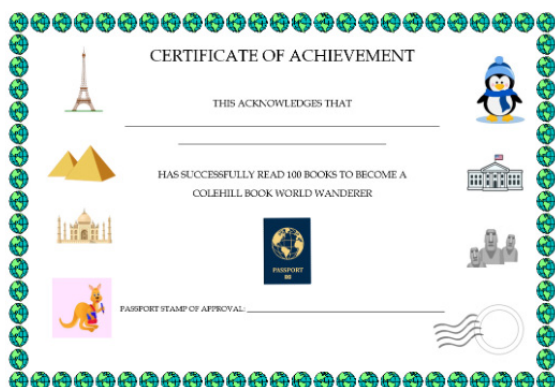 CERTIFICATE OF ACHIEVEMENT
THIS ACKNOWLEDGES THAT
HAS SUCCESSFULLY READ 100 BOOKS TO BECOME A
COLEHILL BOOK WORLD WANDERER
PASSPORT
PASSPORT STAMP OF APPROVAL: